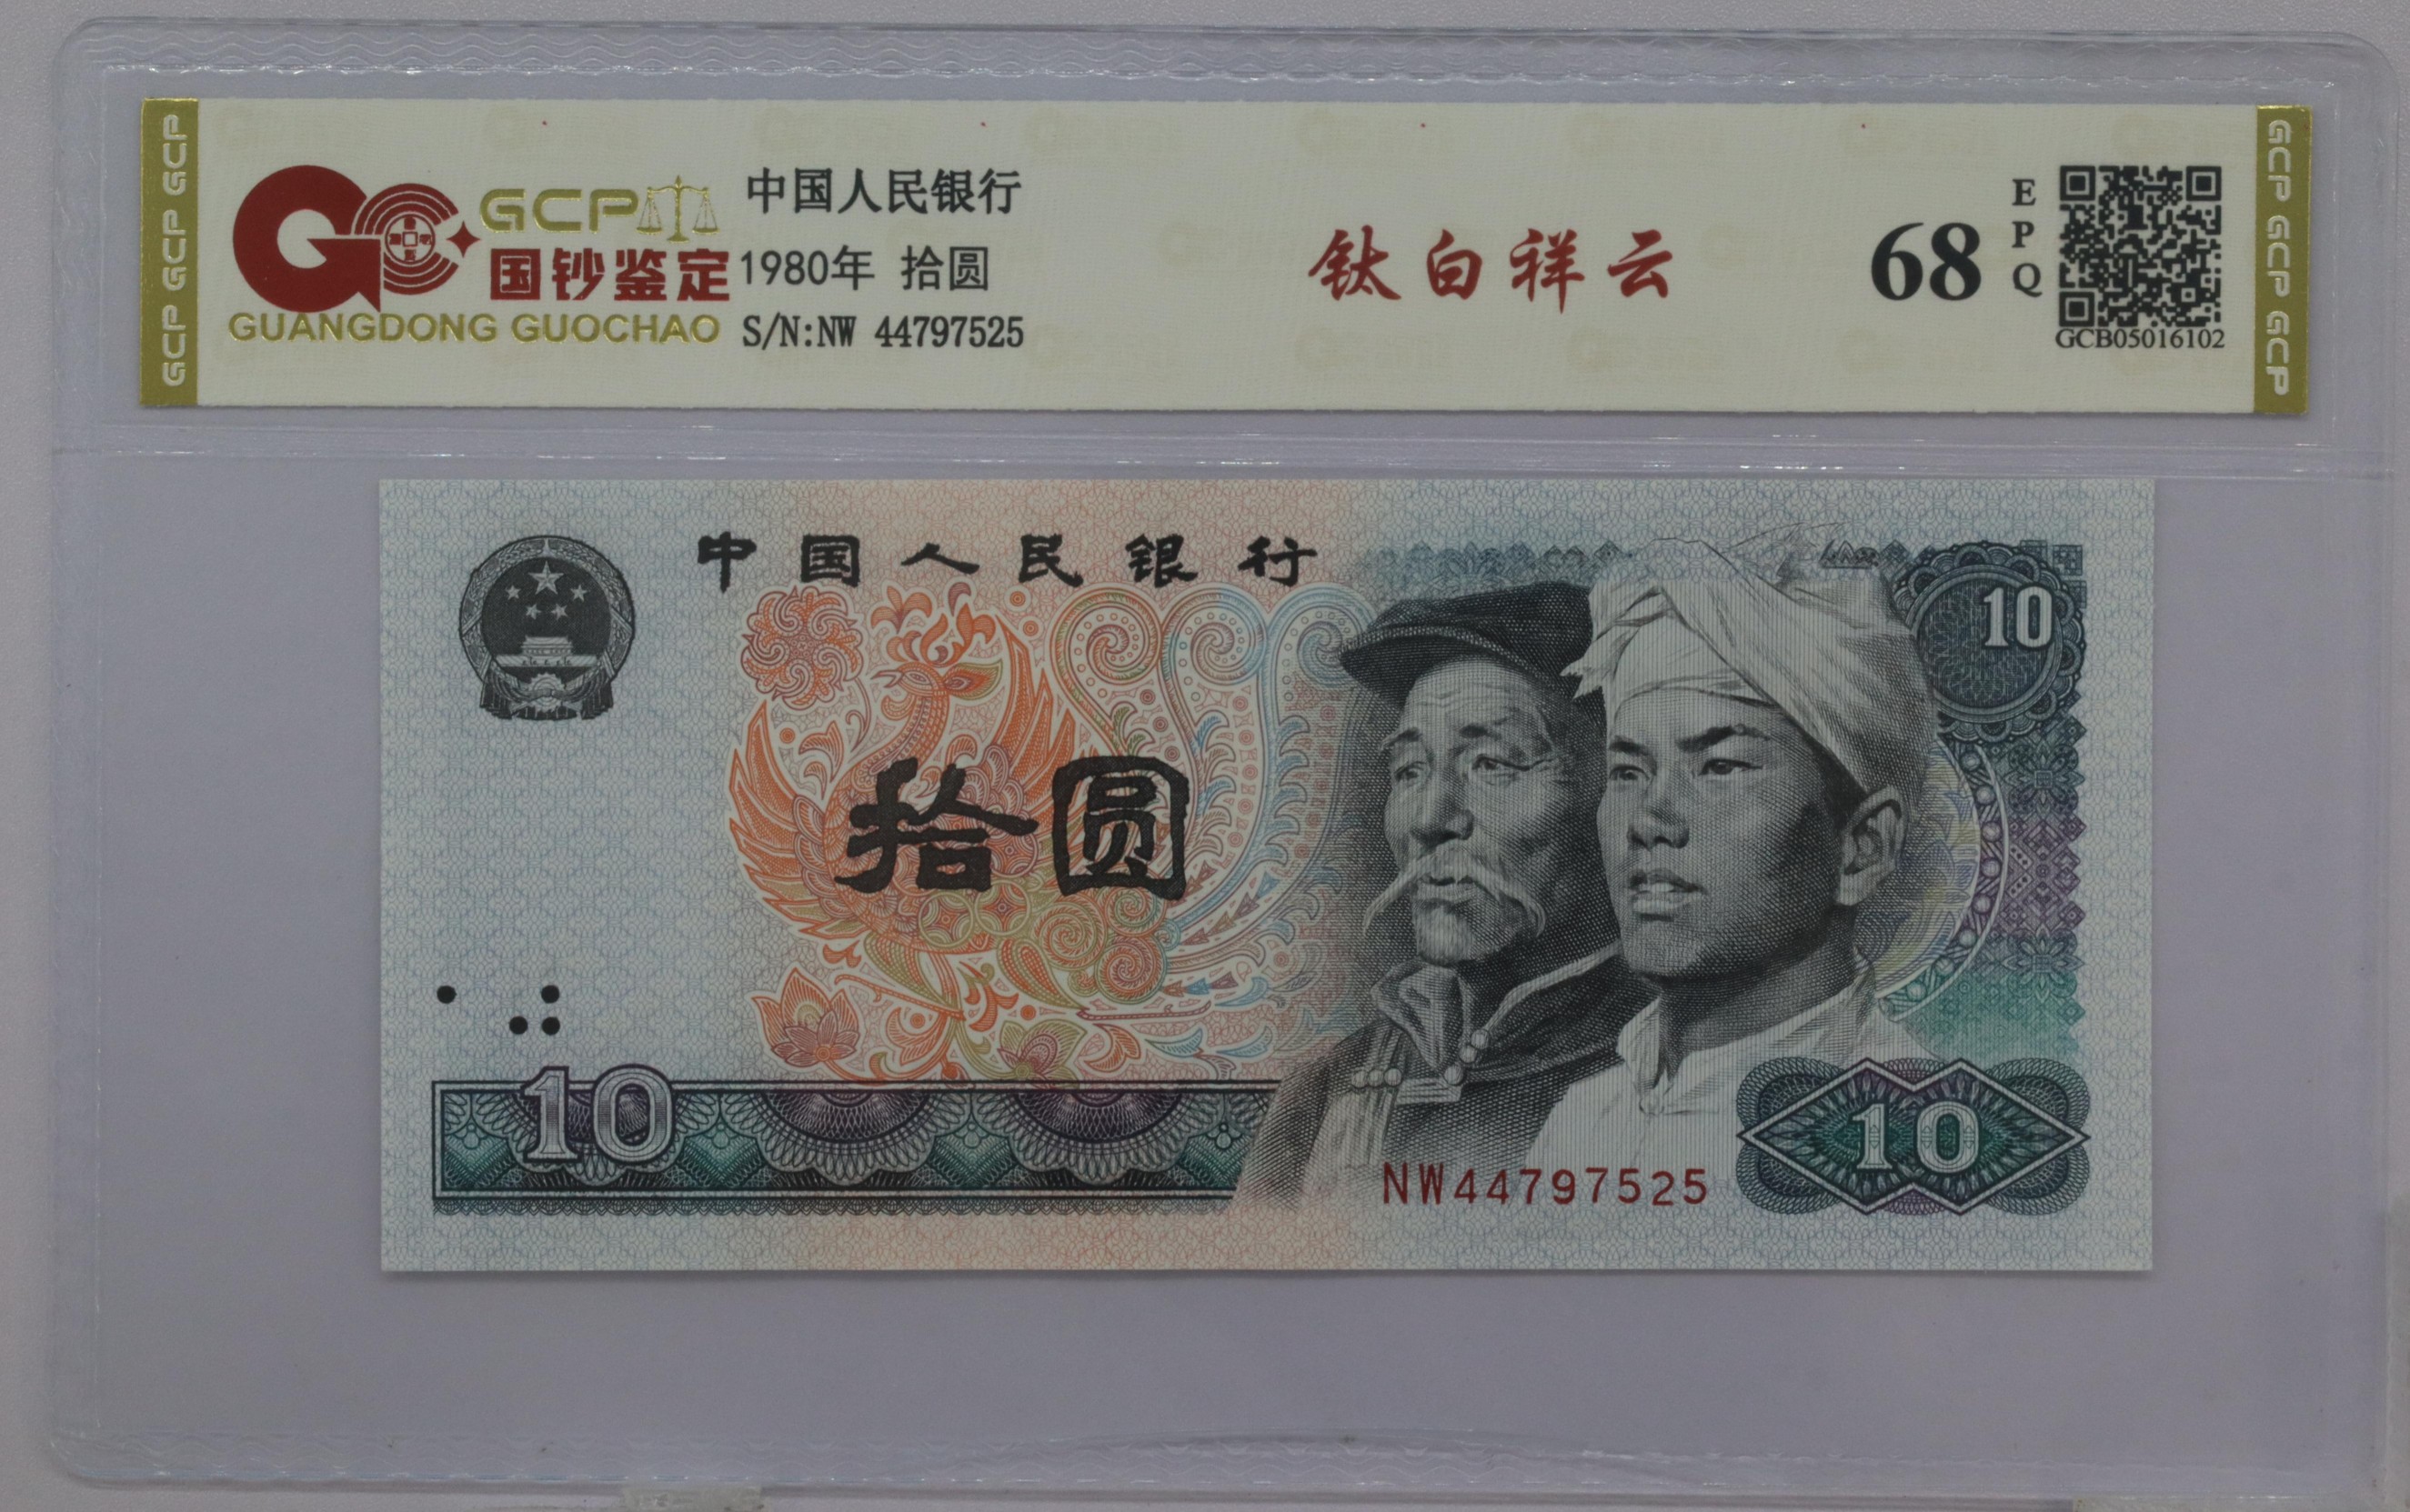 GCP GCP GCP
GCP
国钞鉴定
GUANGDONG GUOCHAO
中国人民银行
1980年 拾圆
S/N:NW 44797525
钛白祥云
68
EPQ
GCB05016102
GCP GCP GCP
中国人民银行
10
拾圆
10
NW44797525
10